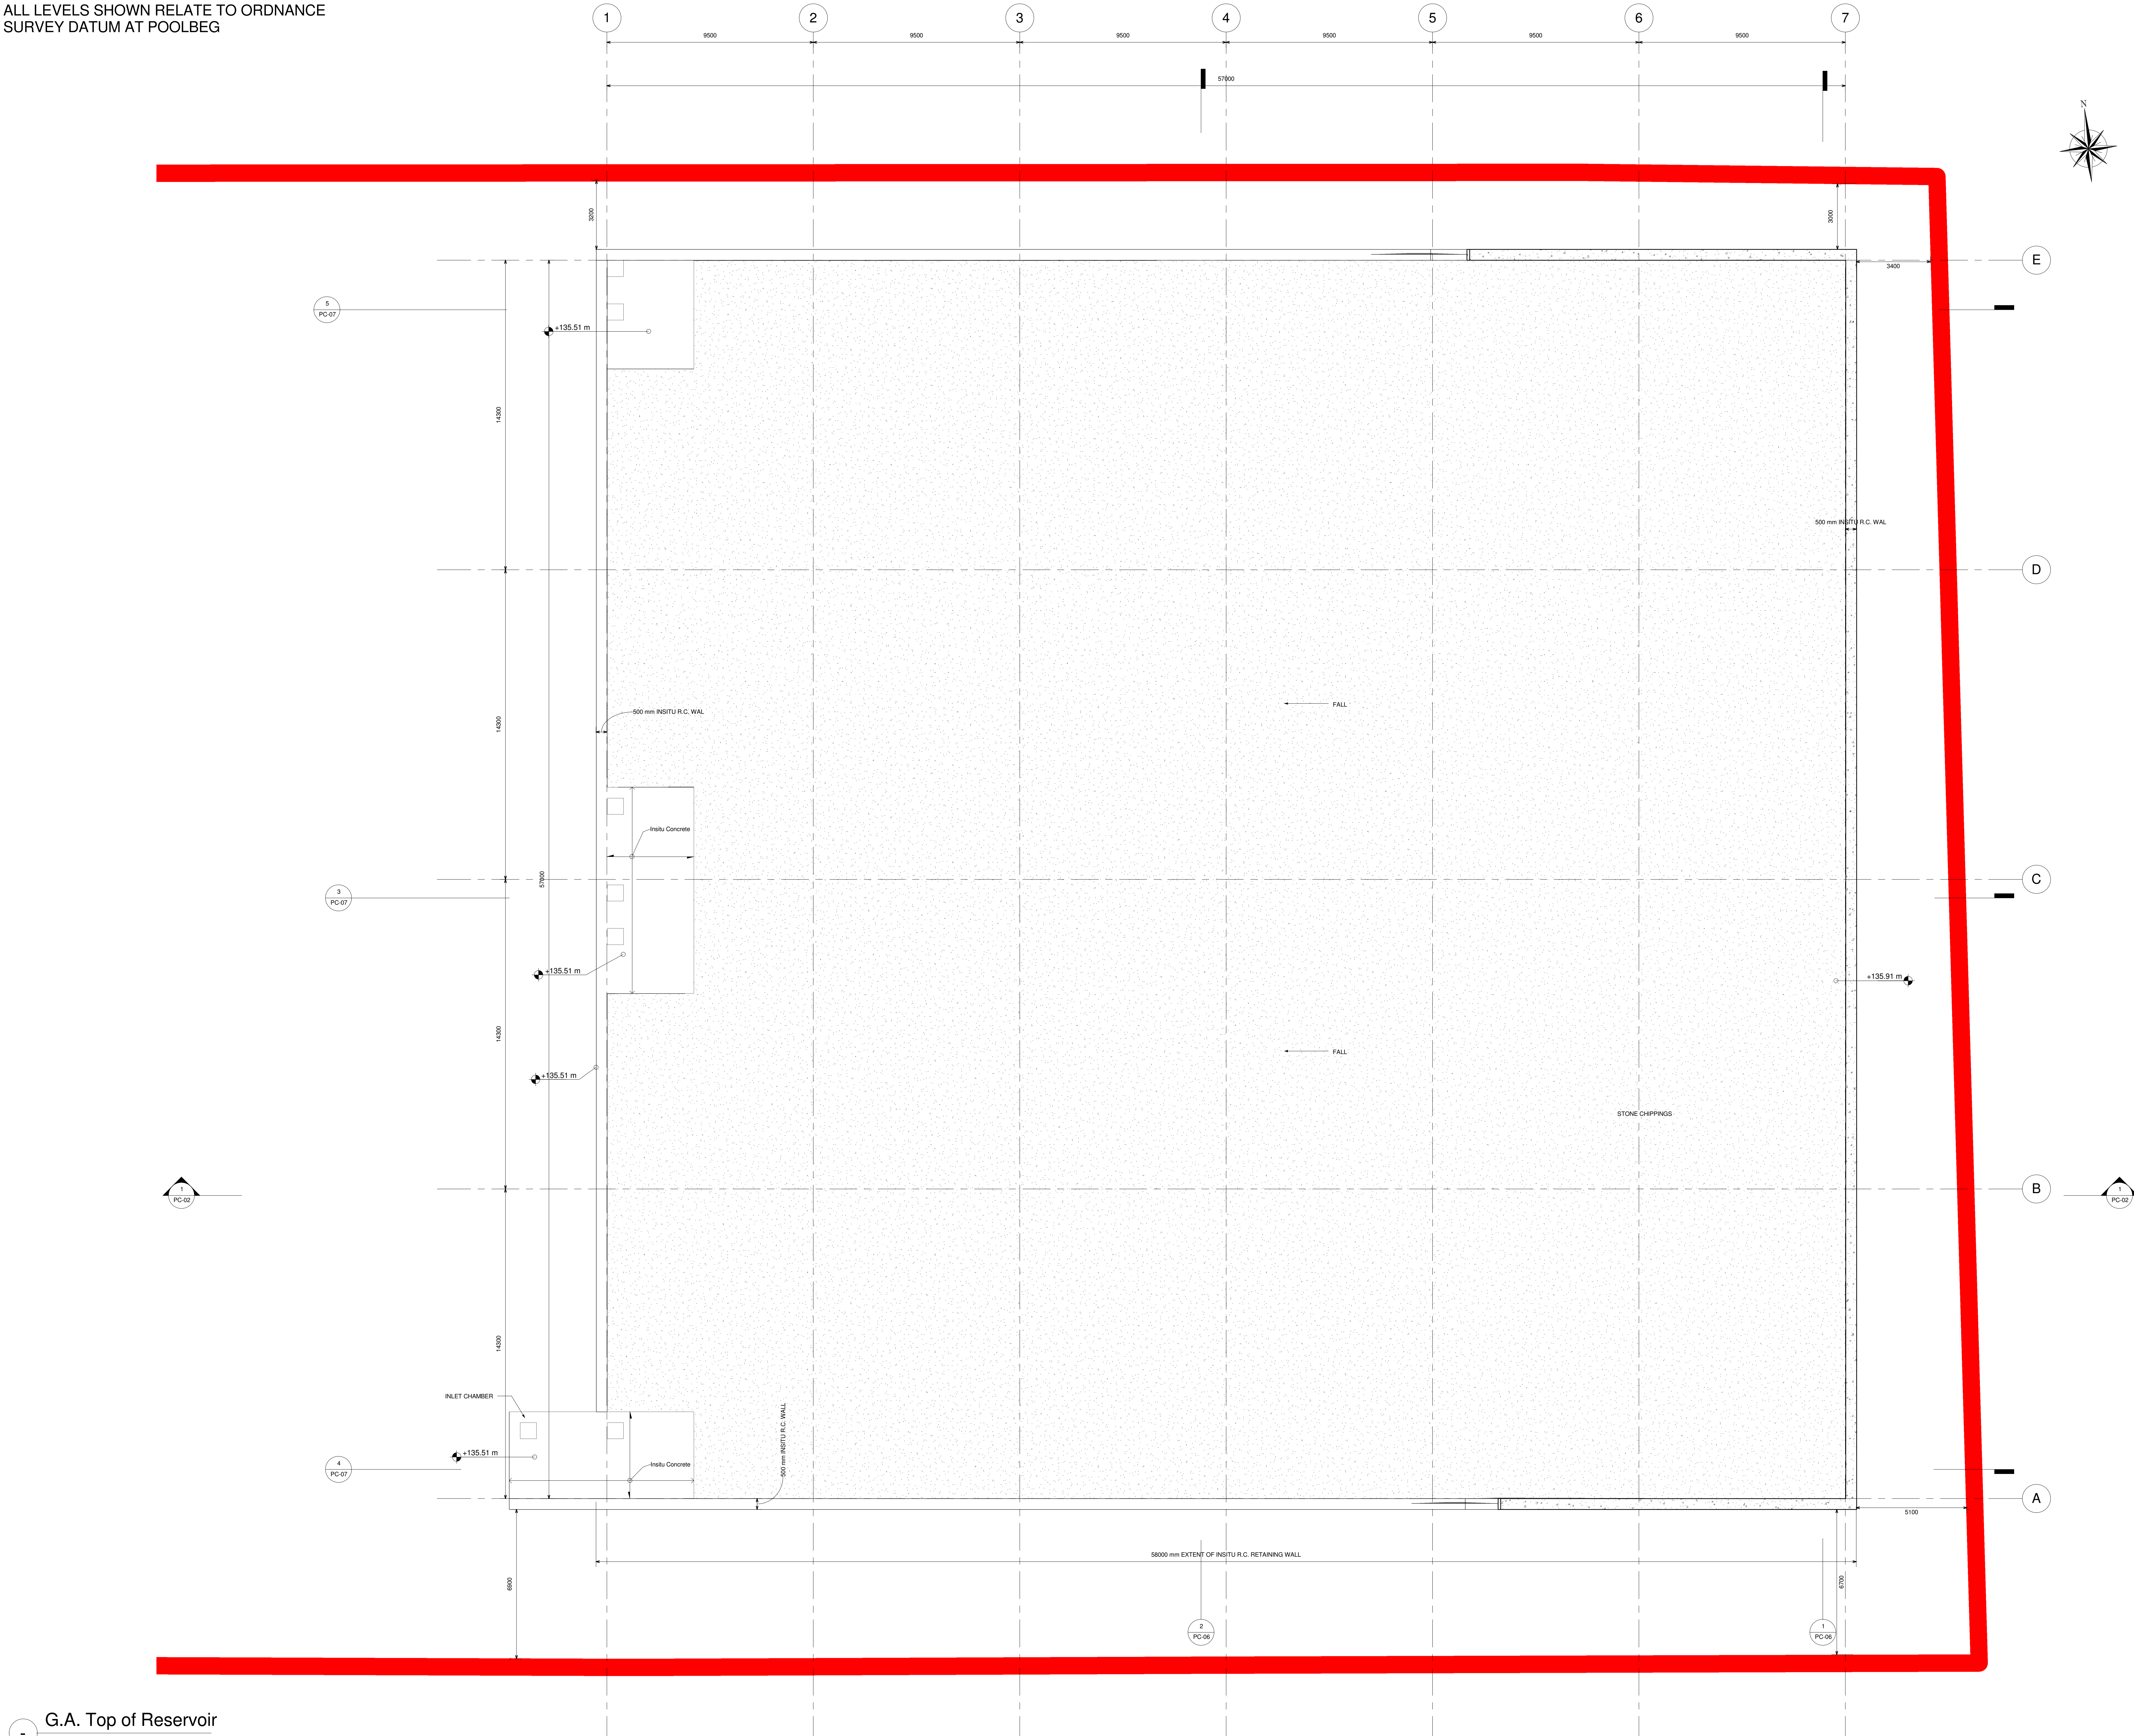 ALL LEVELS SHOWN RELATE TO ORDNANCE
SURVEY DATUM AT POOLBEG
1
2
3
4
5
6
7
9500
9500
9500
9500
9500
9500
57000
N
3200
3000
E
3400
5
PC-07
+135.51 m
14300
500 mm INSITU R.C. WAL
D
500 mm INSITU R.C. WAL
FALL
14300
Insitu Concrete
57000
C
3
PC-07
+135.51 m
+135.91 m
14300
FALL
+135.51 m
STONE CHIPPINGS
1
PC-02
B
1
PC-02
14300
INLET CHAMBER
500 mm INSITU R.C. WALL
+135.51 m
4
PC-07
Insitu Concrete
A
5100
58000 mm EXTENT OF INSITU R.C. RETAINING WALL
6900
6700
2
PC-06
1
PC-06
G.A. Top of Reservoir
-